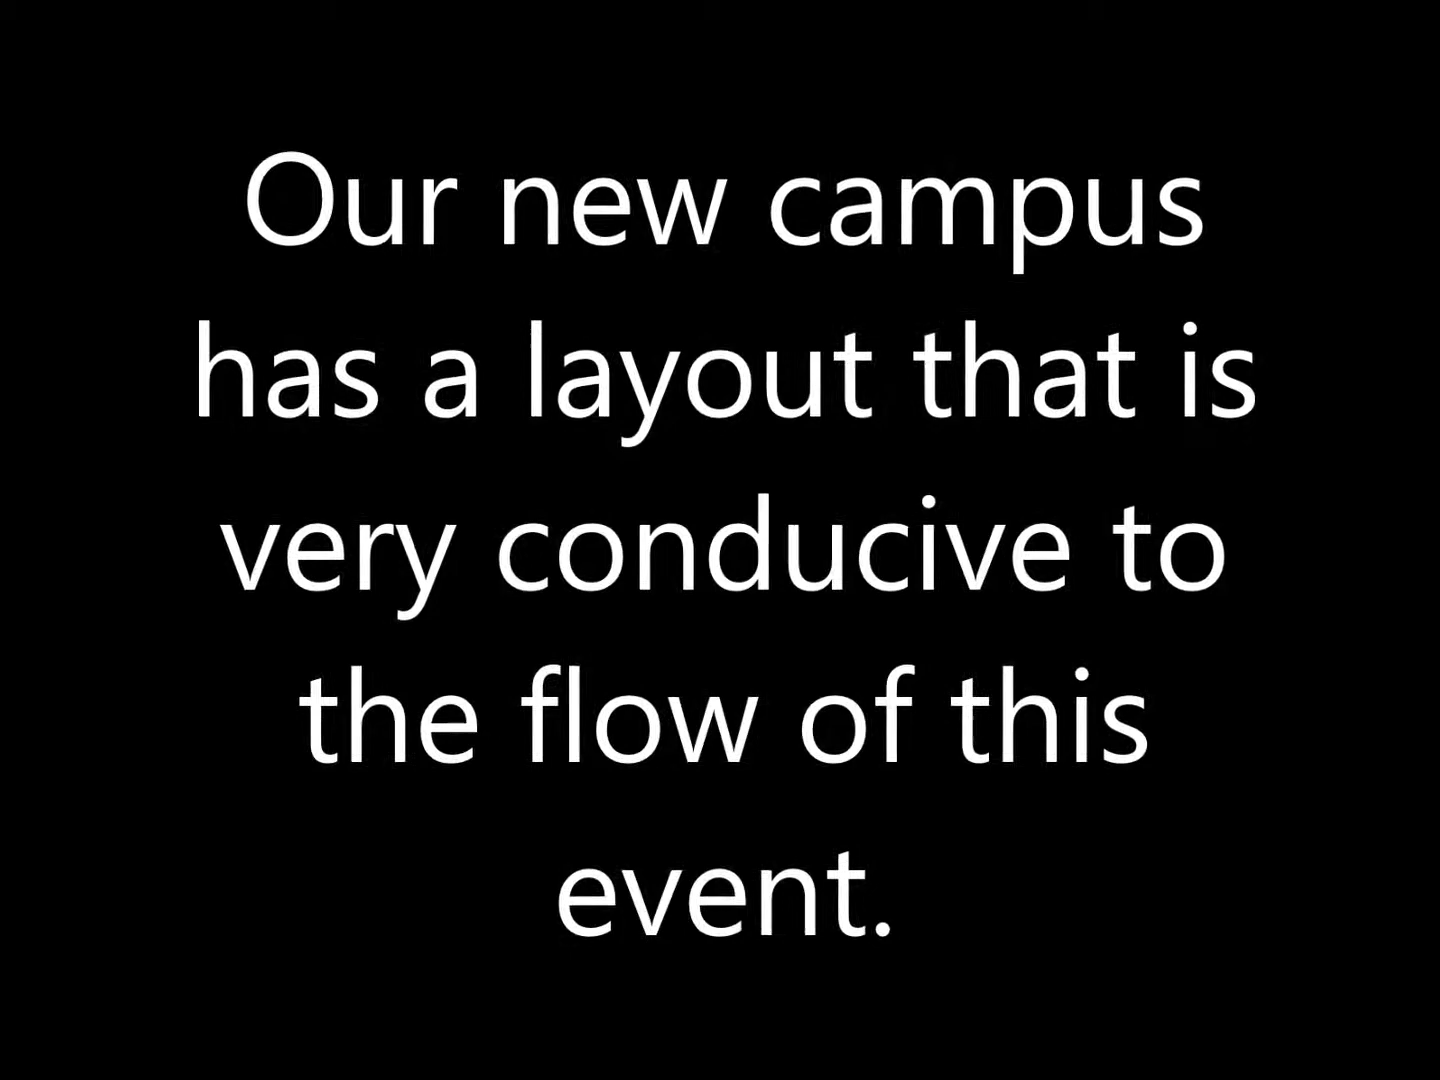 Our new campus
has a layout that is
very conducive to
the flow of this
event.